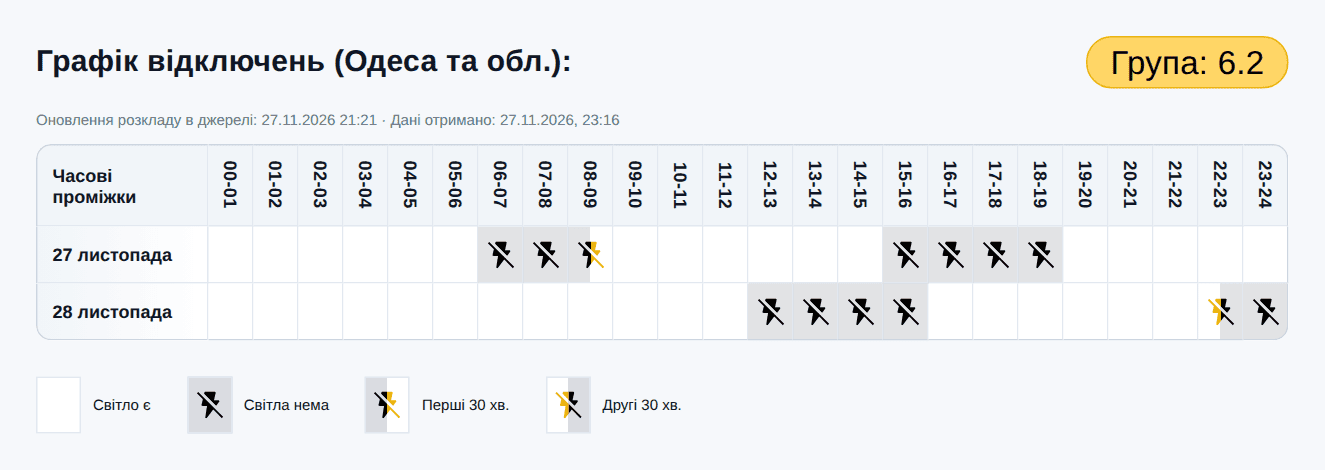 Графік відключень (Одеса та обл.):
Група: 6.2
Оновлення розкладу в джерелі: 27.11.2026 21:21 · Дані отримано: 27.11.2026, 23:16
Часові
проміжки
00-01
01-02
02-03
03-04
04-05
05-06
06-07
07-08
08-09
09-10
10-11
11-12
12-13
13-14
14-15
15-16
16-17
17-18
18-19
19-20
20-21
21-22
22-23
23-24
27 листопада
28 листопада
Світло є
Світла нема
Перші 30 хв.
Другі 30 хв.